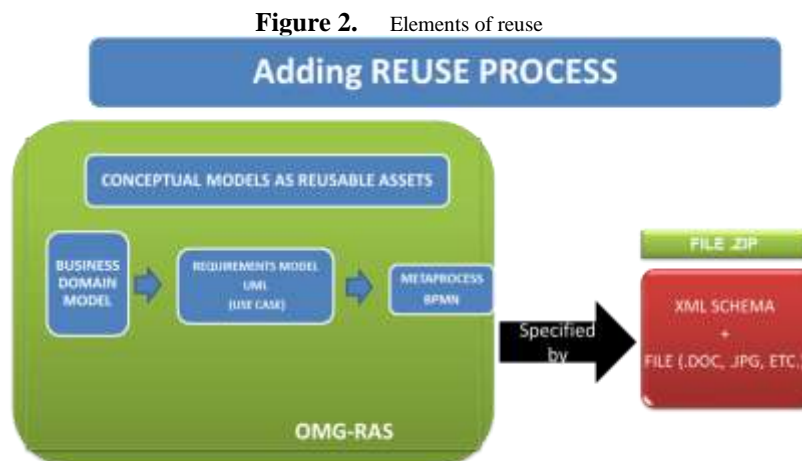 Figure 2. Elements of reuse
Adding REUSE PROCESS
CONCEPTUAL MODELS AS REUSABLE ASSETS
BUSINESS
DOMAIN
MODEL
REQUIREMENTS MODEL
UML
(USE CASE)
METAPROCESS
BPMN
OMG-RAS
Specified
by
FILE .ZIP
XML SCHEMA
+
FILE (.DOC, .JPG, ETC.)